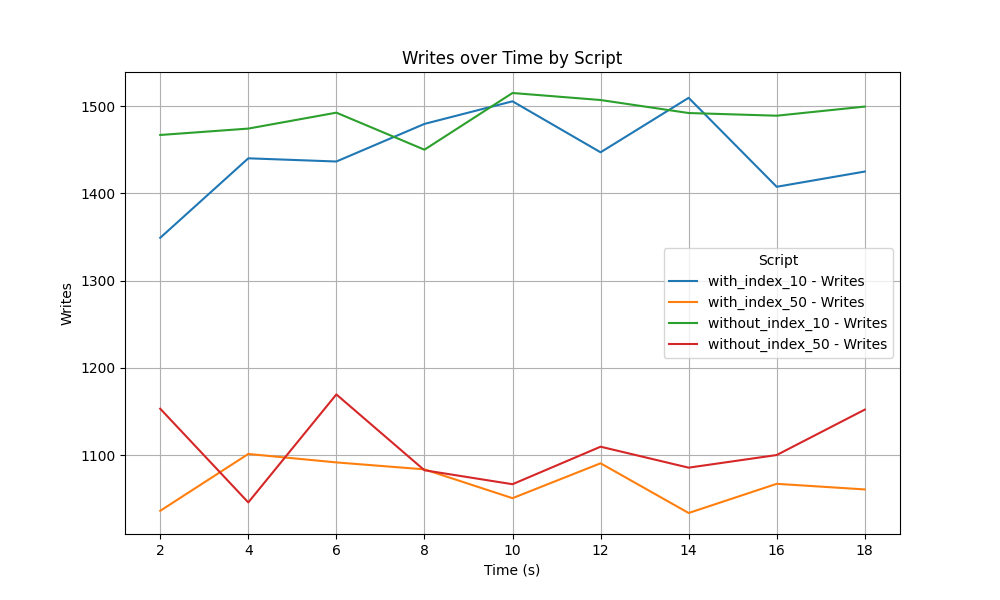 Writes over Time by Script
1500
1400
1300
1200
1100
Writes
Script
with_index_10 - Writes
with_index_50 - Writes
without_index_10 - Writes
without_index_50 - Writes
2 4 6 8 10 12 14 16 18
Time (s)